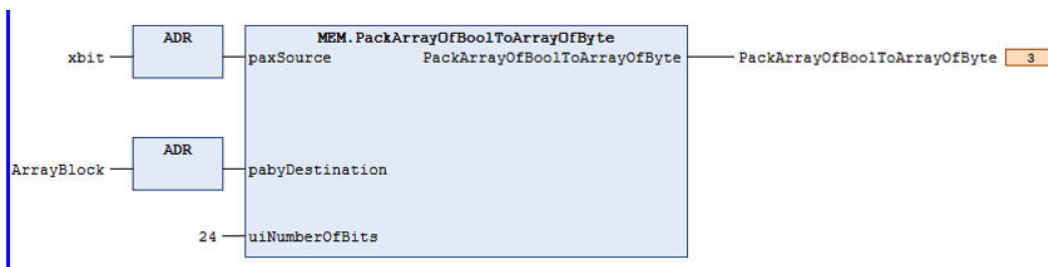 ADR MEM.PackArrayOfBoolToArrayOfByte
xbit paxSource PackArrayOfBoolToArrayOfByte PackArrayOfBoolToArrayOfByte 3
ADR
ArrayBlock pabyDestination
24 uiNumberOfBits